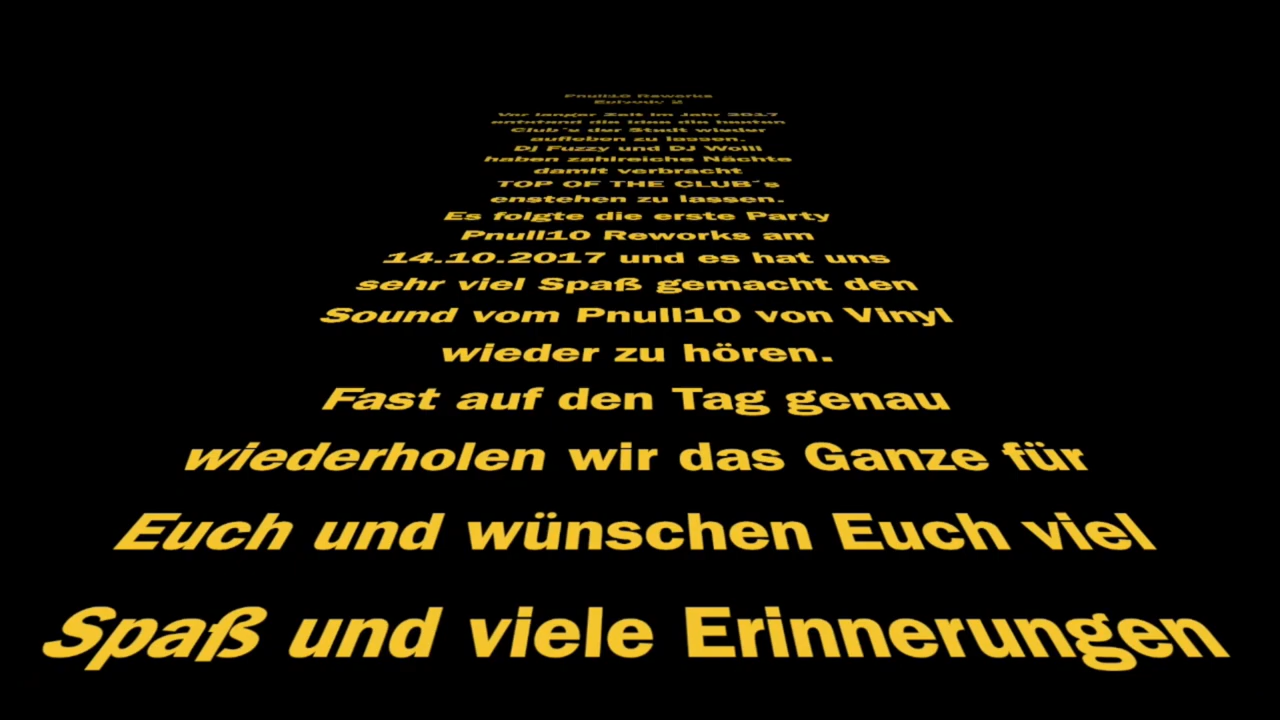 Pnull10 Reworks
Episode 2
Vor langer Zeit im Jahr 2017
entstand die Idee die besten
Club´s der Stadt wieder
aufleben zu lassen.
Dj Fuzzy und DJ Wolli
haben zahlreiche Nächte
damit verbracht
TOP OF THE CLUB´s
enstehen zu lassen.
Es folgte die erste Party
Pnull10 Reworks am
14.10.2017 und es hat uns
sehr viel Spaß gemacht den
Sound vom Pnull10 von Vinyl
wieder zu hören.
Fast auf den Tag genau
wiederholen wir das Ganze für
Euch und wünschen Euch viel
Spaß und viele Erinnerungen